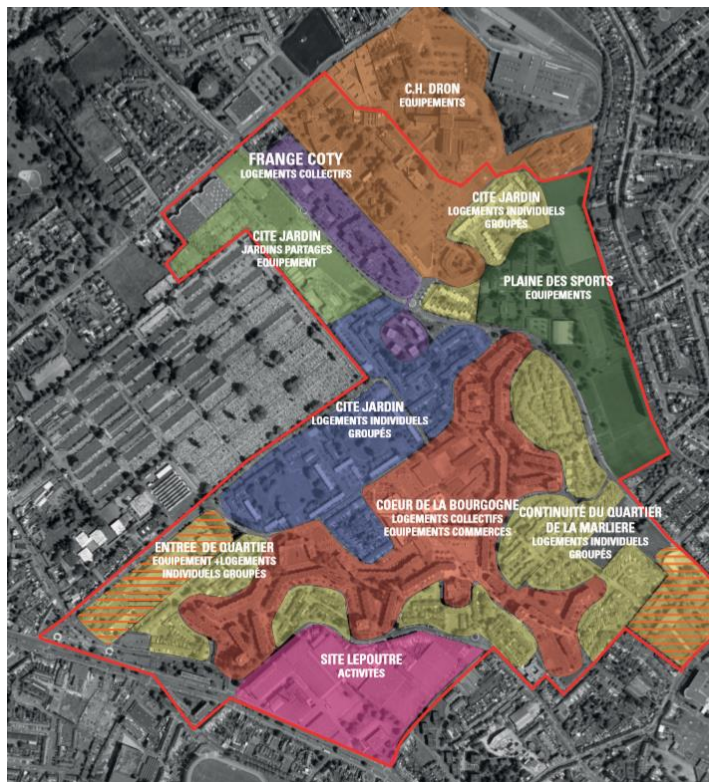 C.H. DRON
EQUIPEMENTS
FRANGE COTY
LOGEMENTS COLLECTIFS
CITE JARDIN
LOGEMENTS INDIVIDUELS
GROUPÉS
CITE JARDIN
JARDINS PARTAGES
EQUIPEMENT
PLAINE DES SPORTS
EQUIPEMENTS
CITE JARDIN
LOGEMENTS INDIVIDUELS
GROUPÉS
COEUR DE LA BOURGOGNE
LOGEMENTS COLLECTIFS
EQUIPEMENTS COMMERCES
CONTINUITÉ DU QUARTIER
DE LA MARLIERE
LOGEMENTS INDIVIDUELS
GROUPÉS
ENTREE DE QUARTIER
EQUIPEMENT +LOGEMENTS
INDIVIDUELS GROUPÉS
SITE LEPOUTRE
ACTIVITÉS